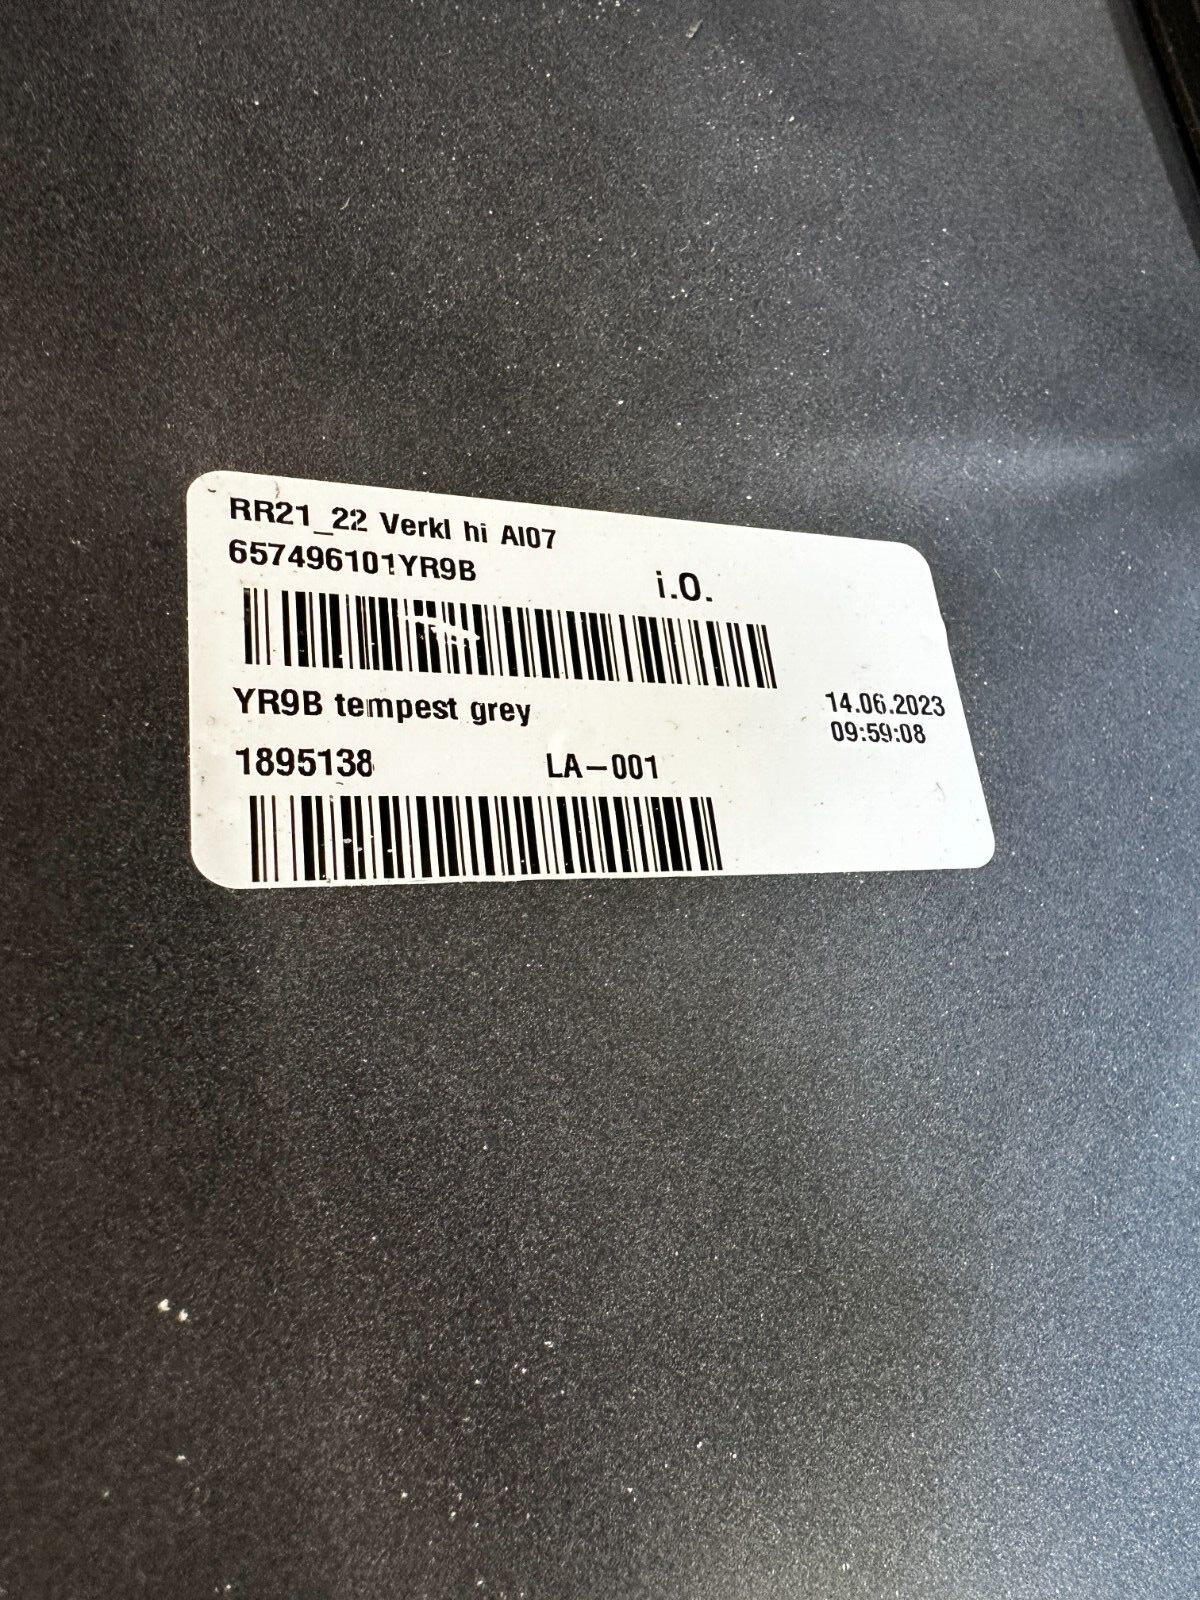 RR21_22 Verkl hi AI07
657496101YR9B
i.O.
YR9B tempest grey
14.06.2023
09:59:08
1895138 LA-001